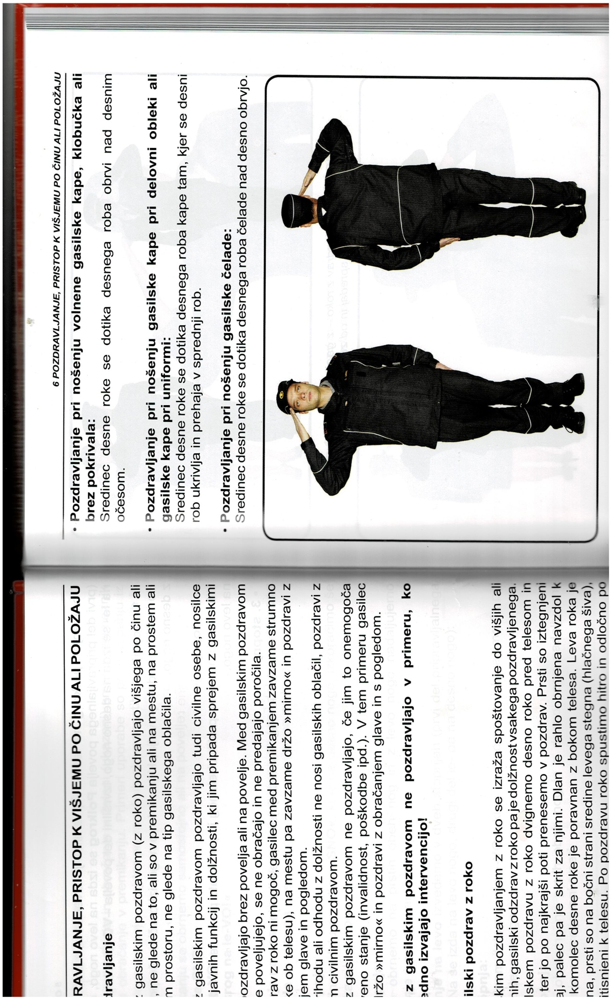 RAVLJANJE, PRISTOP K VIŠJEMU PO ČINU ALI POLOŽAJU
dravljanje
gasilskim pozdravom (z roko) pozdravljajo višjega po činu ali
, ne glede na to, ali so v premikanju ali na mestu, na prostem ali
m prostoru, ne glede na tip gasilskega oblačila.
gasilskim pozdravom pozdravljajo tudi civilne osebe, nosilce
javnih funkcij in dolžnosti, ki jim pripada sprejem z gasilskimi
ozdravljajo brez povelja ali na povelje. Med gasilskim pozdravom
e poveljujejo, se ne obračajo in ne predajajo poročila.
rav z roko ni mogoč, gasilec med premikanjem zavzame strumno
ke ob telesu), na mestu pa zavzame držo »mirno« in pozdravi z
jem glave in pogledom.
rihodu ali odhodu z dolžnosti ne nosi gasilskih oblačil, pozdravi z
m civilnim pozdravom.
z gasilskim pozdravom ne pozdravljajo, če jim to onemogoča
veno stanje (invalidnost, poškodbe ipd.). V tem primeru gasilec
držo »mirno« in pozdravi z obračanjem glave in s pogledom.
z gasilskim pozdravom ne pozdravljajo v primeru, ko
edno izvajajo intervencijo!
ilski pozdrav z roko
kim pozdravljanjem z roko se izraža spoštovanje do višjih ali
nih, gasilski odzdrav z roko pa je dolžnost vsakega pozdravljenega.
lskem pozdravu z roko dvignemo desno roko pred telesom in
ter jo po najkrajši poti prenesemo v pozdrav. Prsti so iztegnjeni
aj, palec pa je skrit za njimi. Dlan je rahlo obrnjena navzdol k
komolec desne roke je poravnan z bokom telesa. Leva roka je
na, prsti so na bočni strani sredine levega stegna (hlačnega šiva),
itisnjeni k telesu. Po pozdravu roko spustimo hitro in odločno po
6 POZDRAVLJANJE, PRISTOP K VIŠJEMU PO ČINU ALI POLOŽAJU
• Pozdravljanje pri nošenju volnene gasilske kape, klobučka ali
brez pokrivala:
Sredinec desne roke se dotika desnega roba obrvi nad desnim
očesom.
• Pozdravljanje pri nošenju gasilske kape pri delovni obleki ali
gasilske kape pri uniformi:
Sredinec desne roke se dotika desnega roba kape tam, kjer se desni
rob ukrivlja in prehaja v sprednji rob.
• Pozdravljanje pri nošenju gasilske čelade:
Sredinec desne roke se dotika desnega roba čelade nad desno obrvjo.